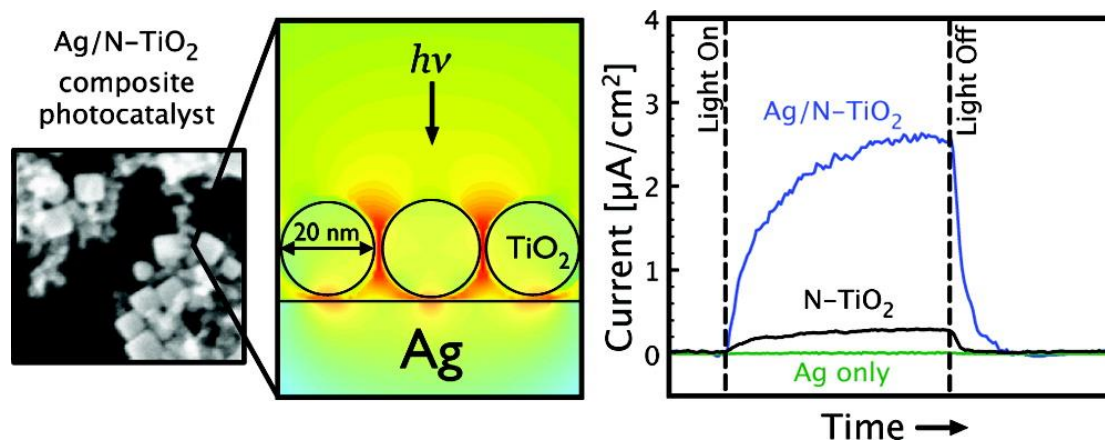 Ag/N–TiO₂
composite
photocatalyst
hν
20 nm
TiO₂
Ag
Current [μA/cm²]
4
3
2
1
0
Light On
Ag/N–TiO₂
Light Off
N–TiO₂
Ag only
Time